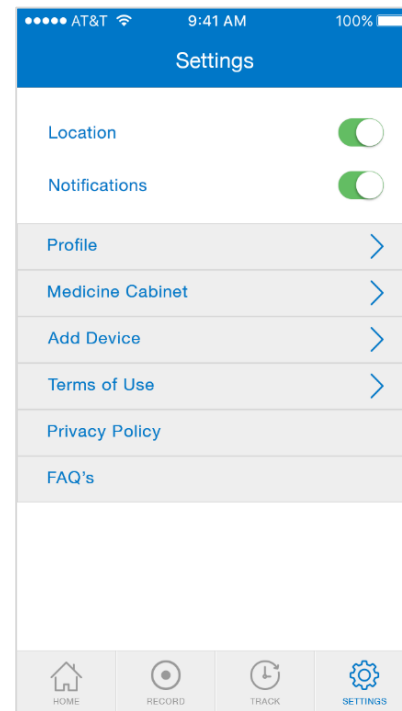 AT&T 9:41 AM 100%
Settings
Location
Notifications
Profile
Medicine Cabinet
Add Device
Terms of Use
Privacy Policy
FAQ's
HOME RECORD TRACK SETTINGS